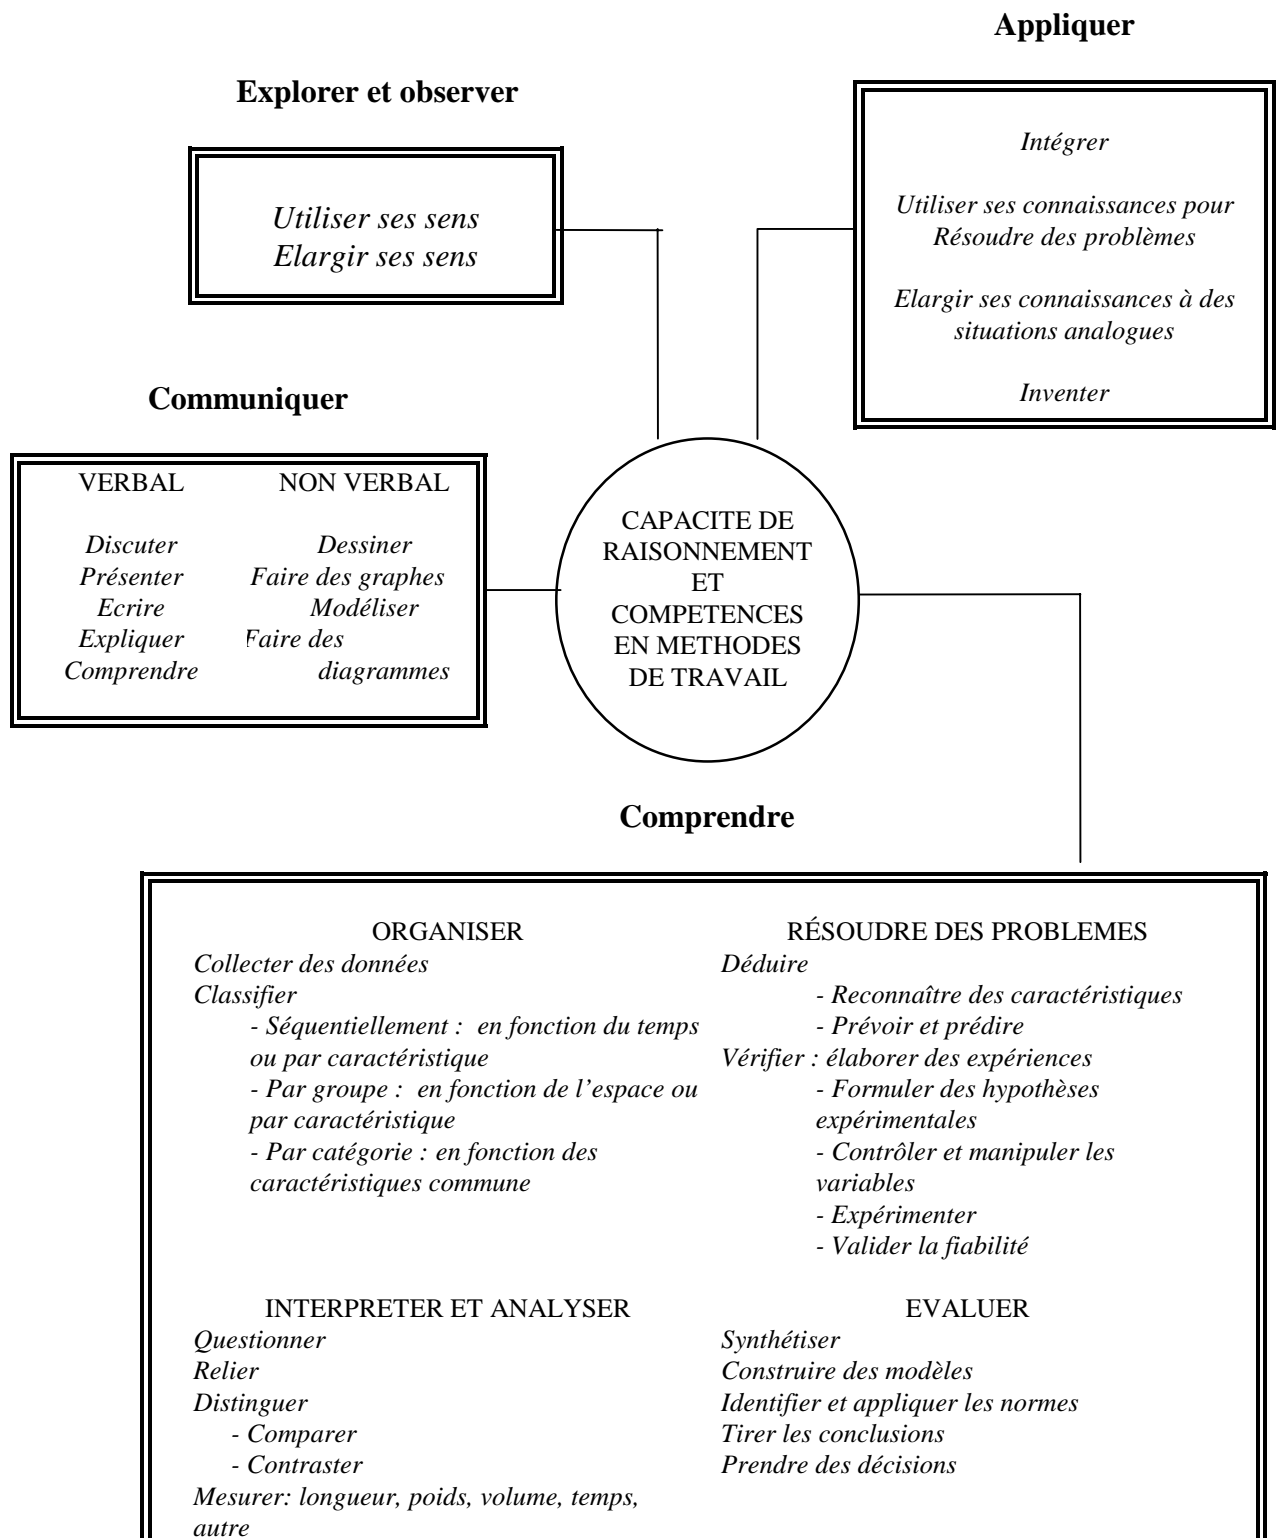 Appliquer
Intégrer
Utiliser ses connaissances pour
Résoudre des problèmes
Elargir ses connaissances à des
situations analogues
Inventer
Explorer et observer
Utiliser ses sens
Elargir ses sens
Communiquer
VERBAL
Discuter
Présenter
Ecrire
Expliquer
Comprendre
NON VERBAL
Dessiner
Faire des graphes
Modéliser
Faire des
diagrammes
CAPACITE DE
RAISONNEMENT
ET
COMPETENCES
EN METHODES
DE TRAVAIL
Comprendre
ORGANISER
Collecter des données
Classifier
- Séquentiellement : en fonction du temps
ou par caractéristique
- Par groupe : en fonction de l'espace ou
par caractéristique
- Par catégorie : en fonction des
caractéristiques commune
RÉSOUDRE DES PROBLEMES
Déduire
- Reconnaître des caractéristiques
- Prévoir et prédire
Vérifier : élaborer des expériences
- Formuler des hypothèses
expérimentales
- Contrôler et manipuler les
variables
- Expérimenter
- Valider la fiabilité
INTERPRETER ET ANALYSER
Questionner
Relier
Distinguer
- Comparer
- Contraster
Mesurer: longueur, poids, volume, temps,
autre
EVALUER
Synthétiser
Construire des modèles
Identifier et appliquer les normes
Tirer les conclusions
Prendre des décisions